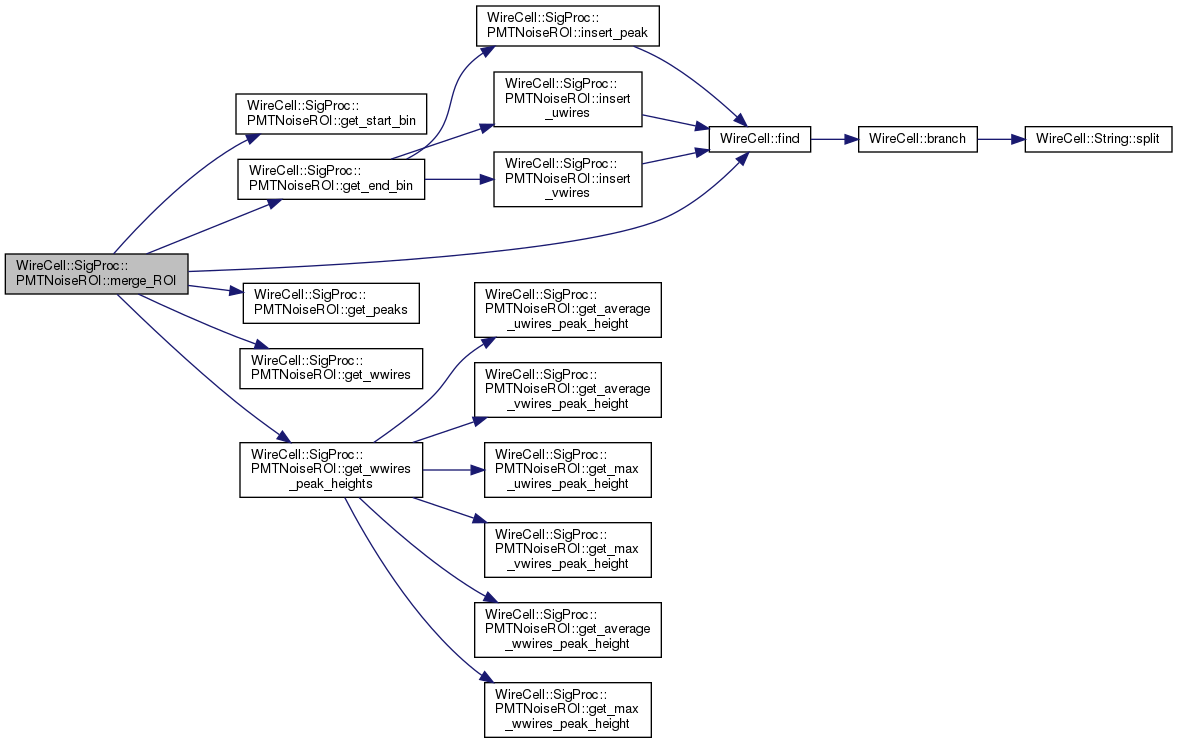 WireCell::SigProc::
PMTNoiseROI::merge_ROI
WireCell::SigProc::
PMTNoiseROI::get_start_bin
WireCell::SigProc::
PMTNoiseROI::get_end_bin
WireCell::SigProc::
PMTNoiseROI::insert_peak
WireCell::SigProc::
PMTNoiseROI::insert
_uwires
WireCell::SigProc::
PMTNoiseROI::insert
_vwires
WireCell::find
WireCell::branch
WireCell::String::split
WireCell::SigProc::
PMTNoiseROI::get_peaks
WireCell::SigProc::
PMTNoiseROI::get_wwires
WireCell::SigProc::
PMTNoiseROI::get_wwires
_peak_heights
WireCell::SigProc::
PMTNoiseROI::get_average
_uwires_peak_height
WireCell::SigProc::
PMTNoiseROI::get_average
_vwires_peak_height
WireCell::SigProc::
PMTNoiseROI::get_max
_uwires_peak_height
WireCell::SigProc::
PMTNoiseROI::get_max
_vwires_peak_height
WireCell::SigProc::
PMTNoiseROI::get_average
_wwires_peak_height
WireCell::SigProc::
PMTNoiseROI::get_max
_wwires_peak_height